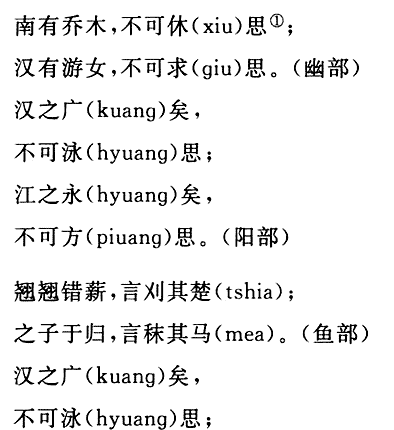 南有乔木,不可休(xiu)思①;
汉有游女,不可求(giu)思。(幽部)
汉之广(kuang)矣,
不可泳(hyuang)思;
江之永(hyuang)矣,
不可方(piuang)思。(阳部)
翘翘错薪,言刈其楚(tshia);
之子于归,言秣其马(mea)。(鱼部)
汉之广(kuang)矣,
不可泳(hyuang)思;